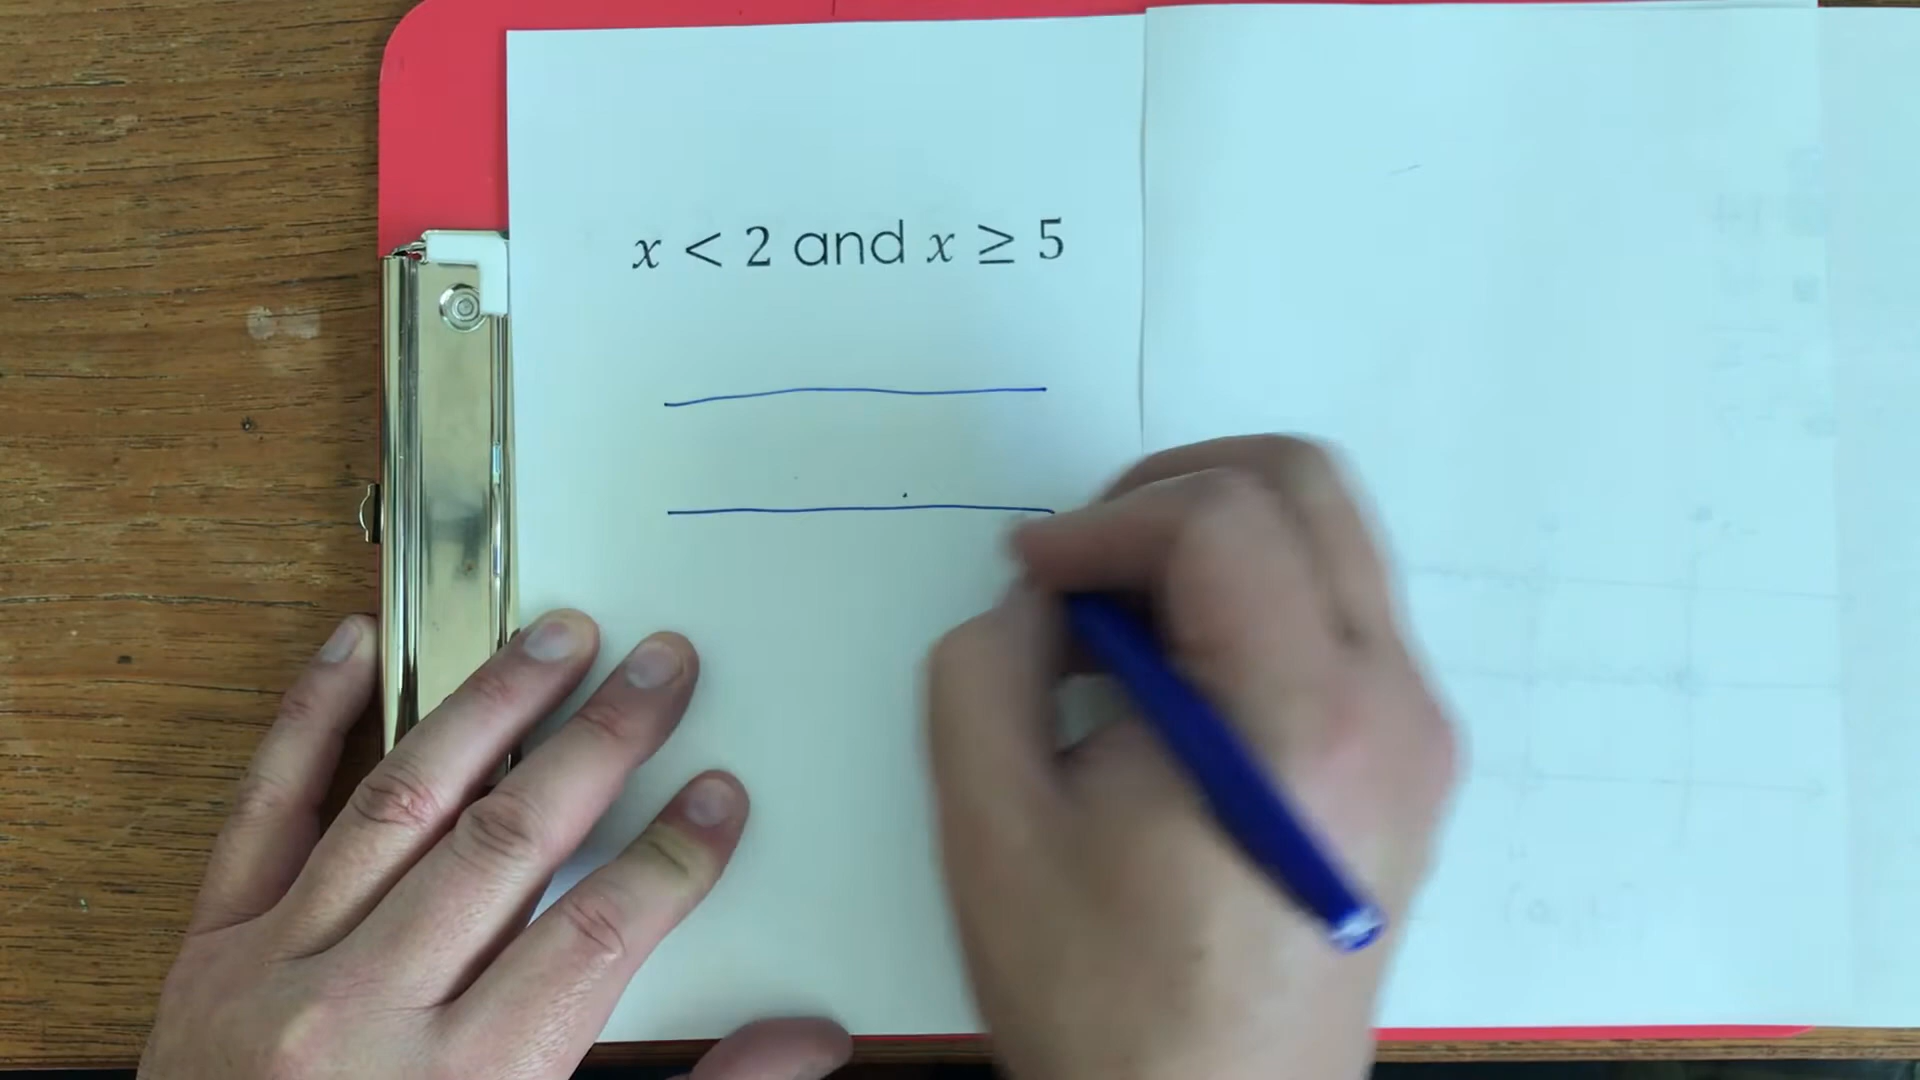 x < 2 and x ≥ 5